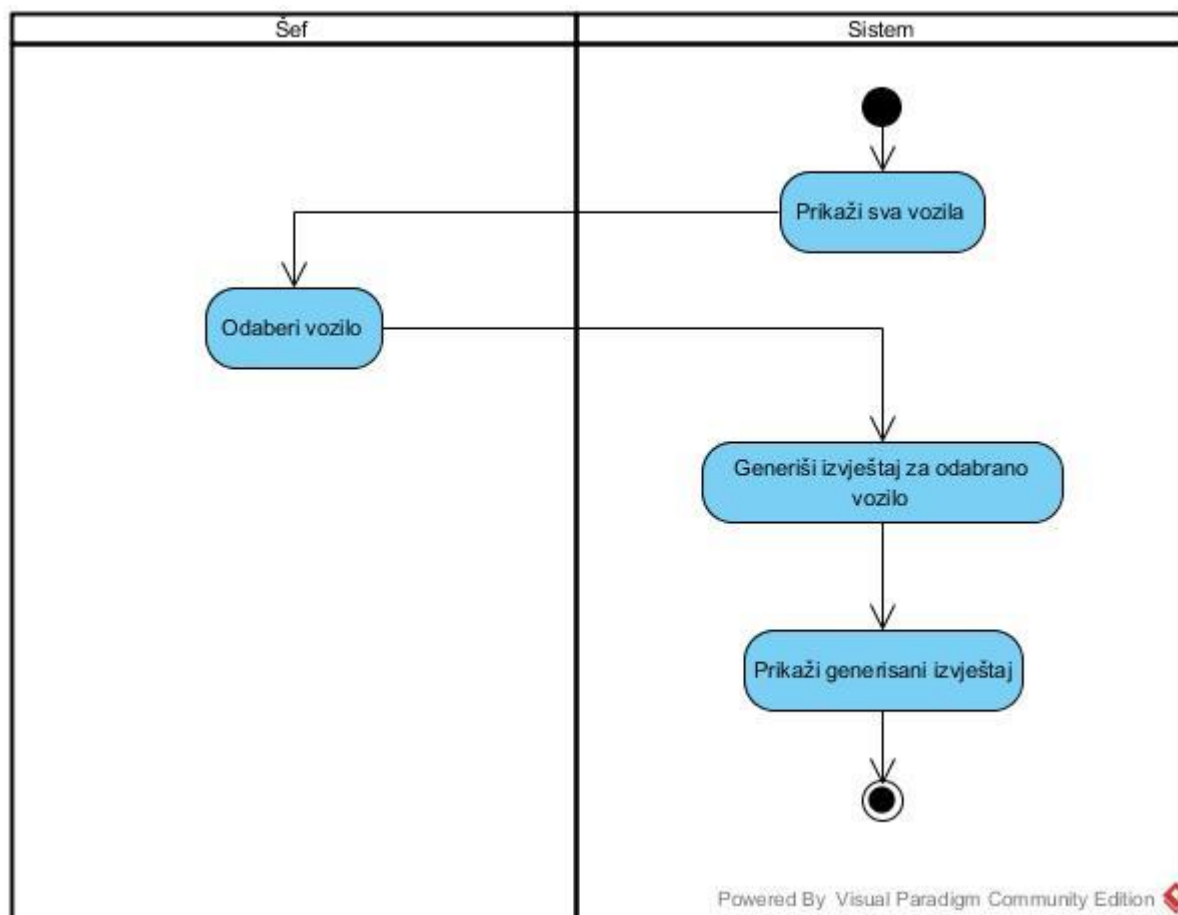 Šef
Sistem
Prikaži sva vozila
Odaberi vozilo
Generiši izvještaj za odabrano
vozilo
Prikaži generisani izvještaj
Powered By Visual Paradigm Community Edition